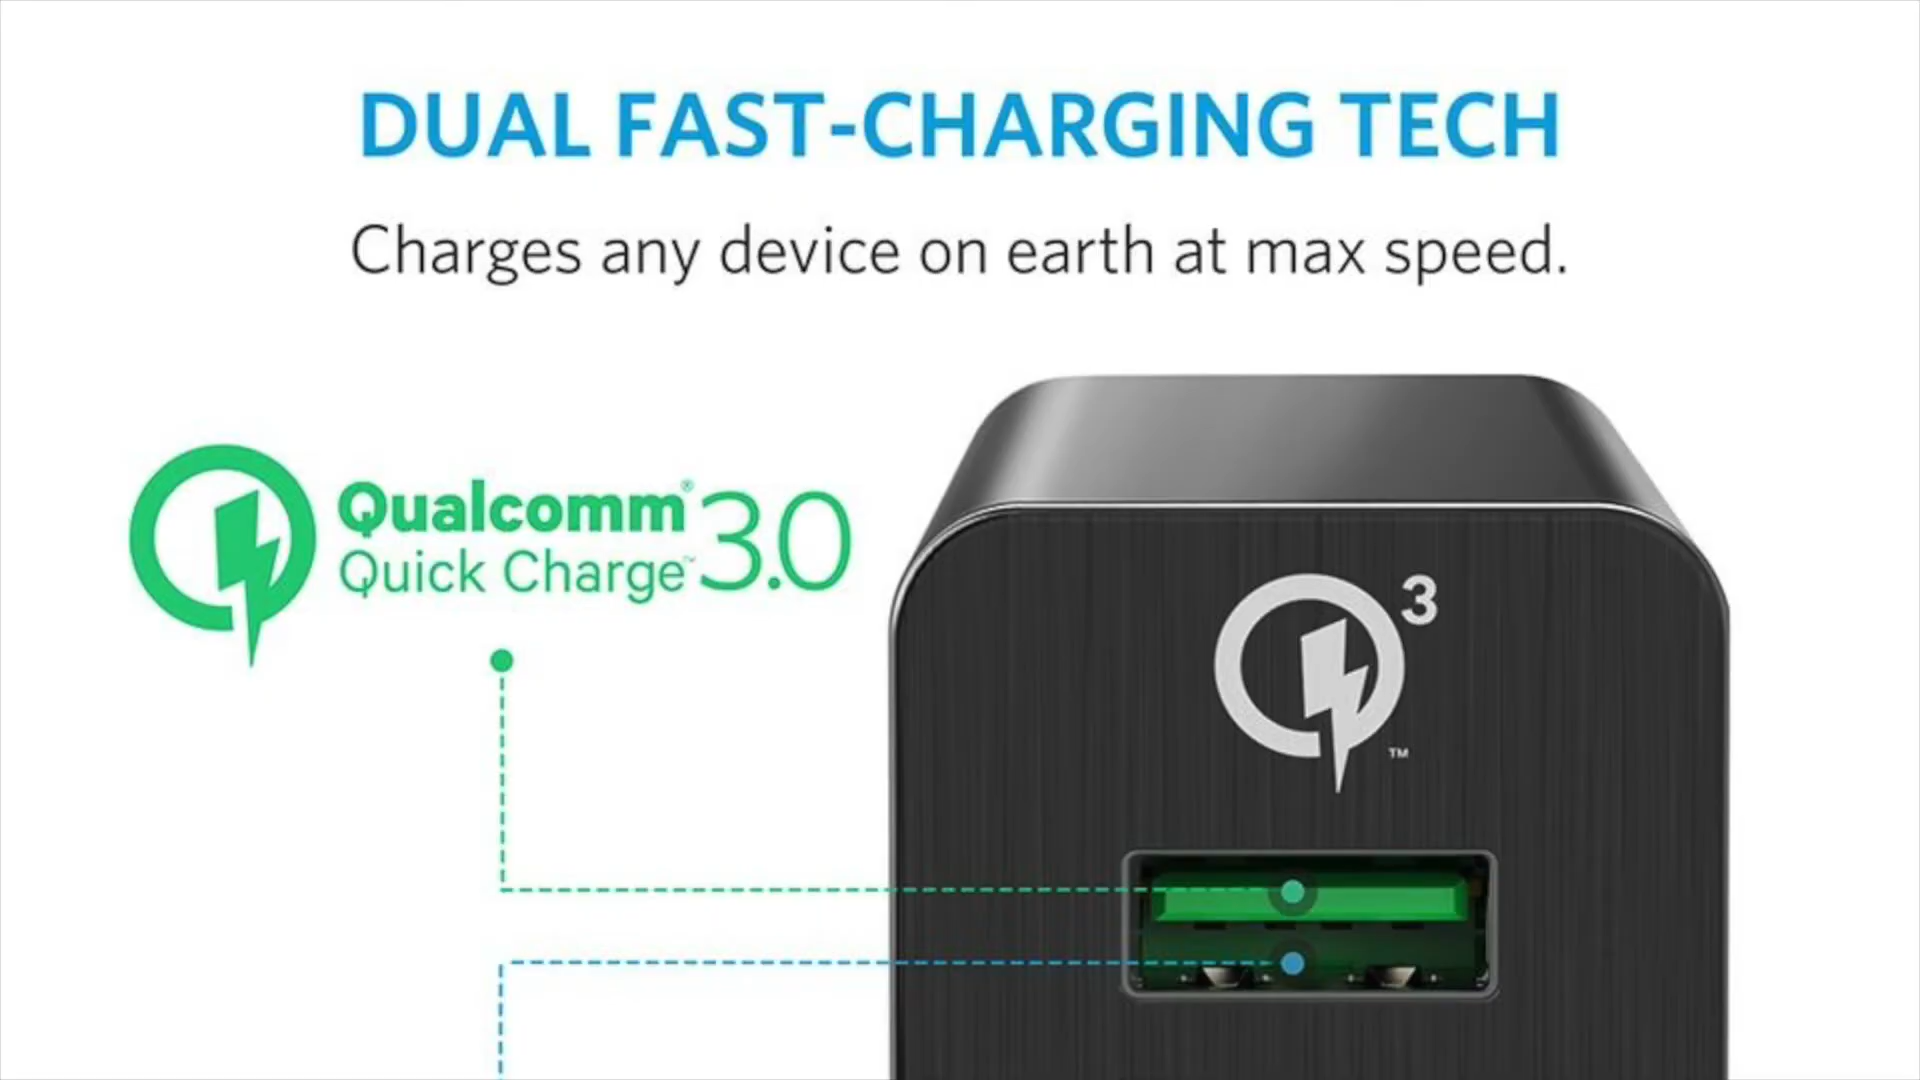 DUAL FAST-CHARGING TECH
Charges any device on earth at max speed.
Qualcomm® 3.0
Quick Charge™
3
TM